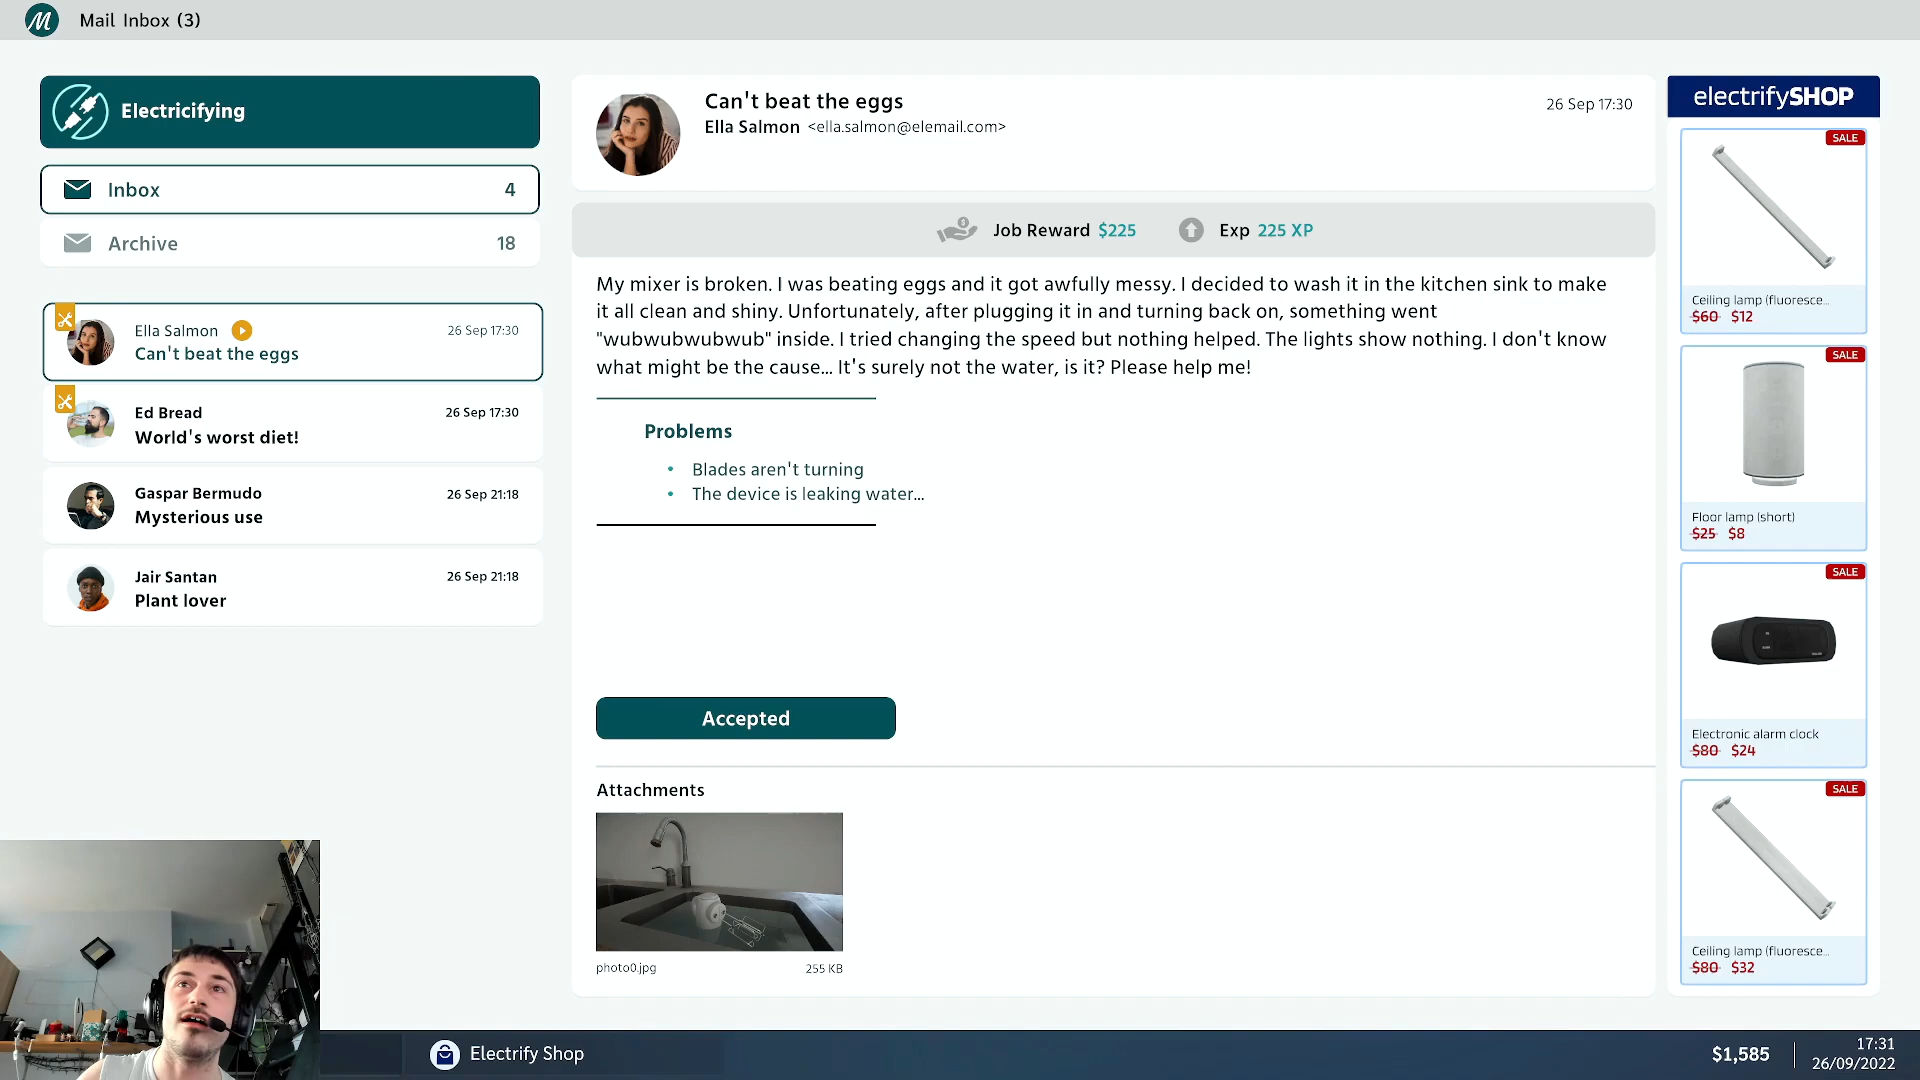 Mail Inbox (3)
Electricifying
Inbox 4
Archive 18
Ella Salmon 26 Sep 17:30
Can't beat the eggs
Ed Bread 26 Sep 17:30
World's worst diet!
Gaspar Bermudo 26 Sep 21:18
Mysterious use
Jair Santan 26 Sep 21:18
Plant lover
Can't beat the eggs 26 Sep 17:30
Ella Salmon <ella.salmon@elemail.com>
Job Reward $225 Exp 225 XP
My mixer is broken. I was beating eggs and it got awfully messy. I decided to wash it in the kitchen sink to make
it all clean and shiny. Unfortunately, after plugging it in and turning back on, something went
"wubwubwubwub" inside. I tried changing the speed but nothing helped. The lights show nothing. I don't know
what might be the cause... It's surely not the water, is it? Please help me!
Problems
• Blades aren't turning
• The device is leaking water...
Accepted
Attachments
photo0.jpg 255 KB
electrifySHOP
SALE
Ceiling lamp (fluoresce...
$60 $12
SALE
Floor lamp (short)
$25 $8
SALE
Electronic alarm clock
$80 $24
SALE
Ceiling lamp (fluoresce...
$80 $32
Electrify Shop
$1,585
17:31
26/09/2022